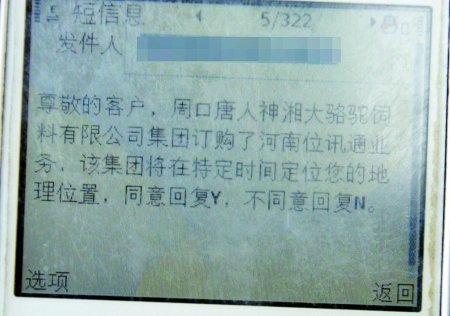 短信息 5/322
发件人
尊敬的客户，周口唐人神湘大骆驼饲
料有限公司集团订购了河南位讯通业
务，该集团将在特定时间定位您的地
理位置，同意回复Y，不同意回复N。
选项 返回